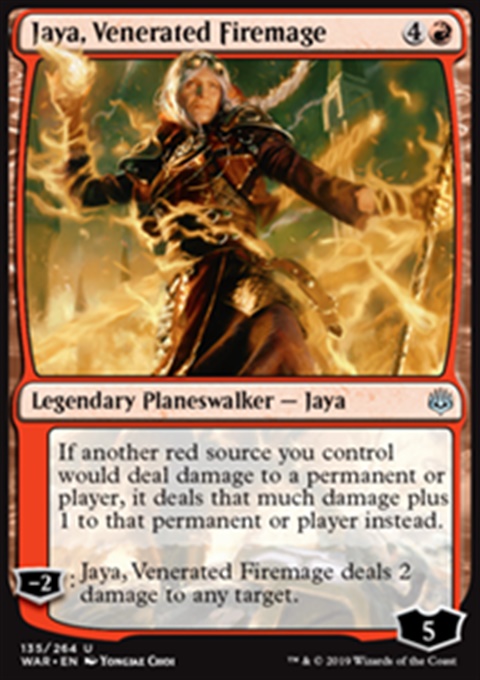 Jaya, Venerated Firemage 4
Legendary Planeswalker — Jaya
If another red source you control
would deal damage to a permanent or
player, it deals that much damage plus
1 to that permanent or player instead.
-2 : Jaya, Venerated Firemage deals 2
damage to any target.
5
135/264 U
WAR • EN Yongjae Choi
™ & © 2019 Wizards of the Coast